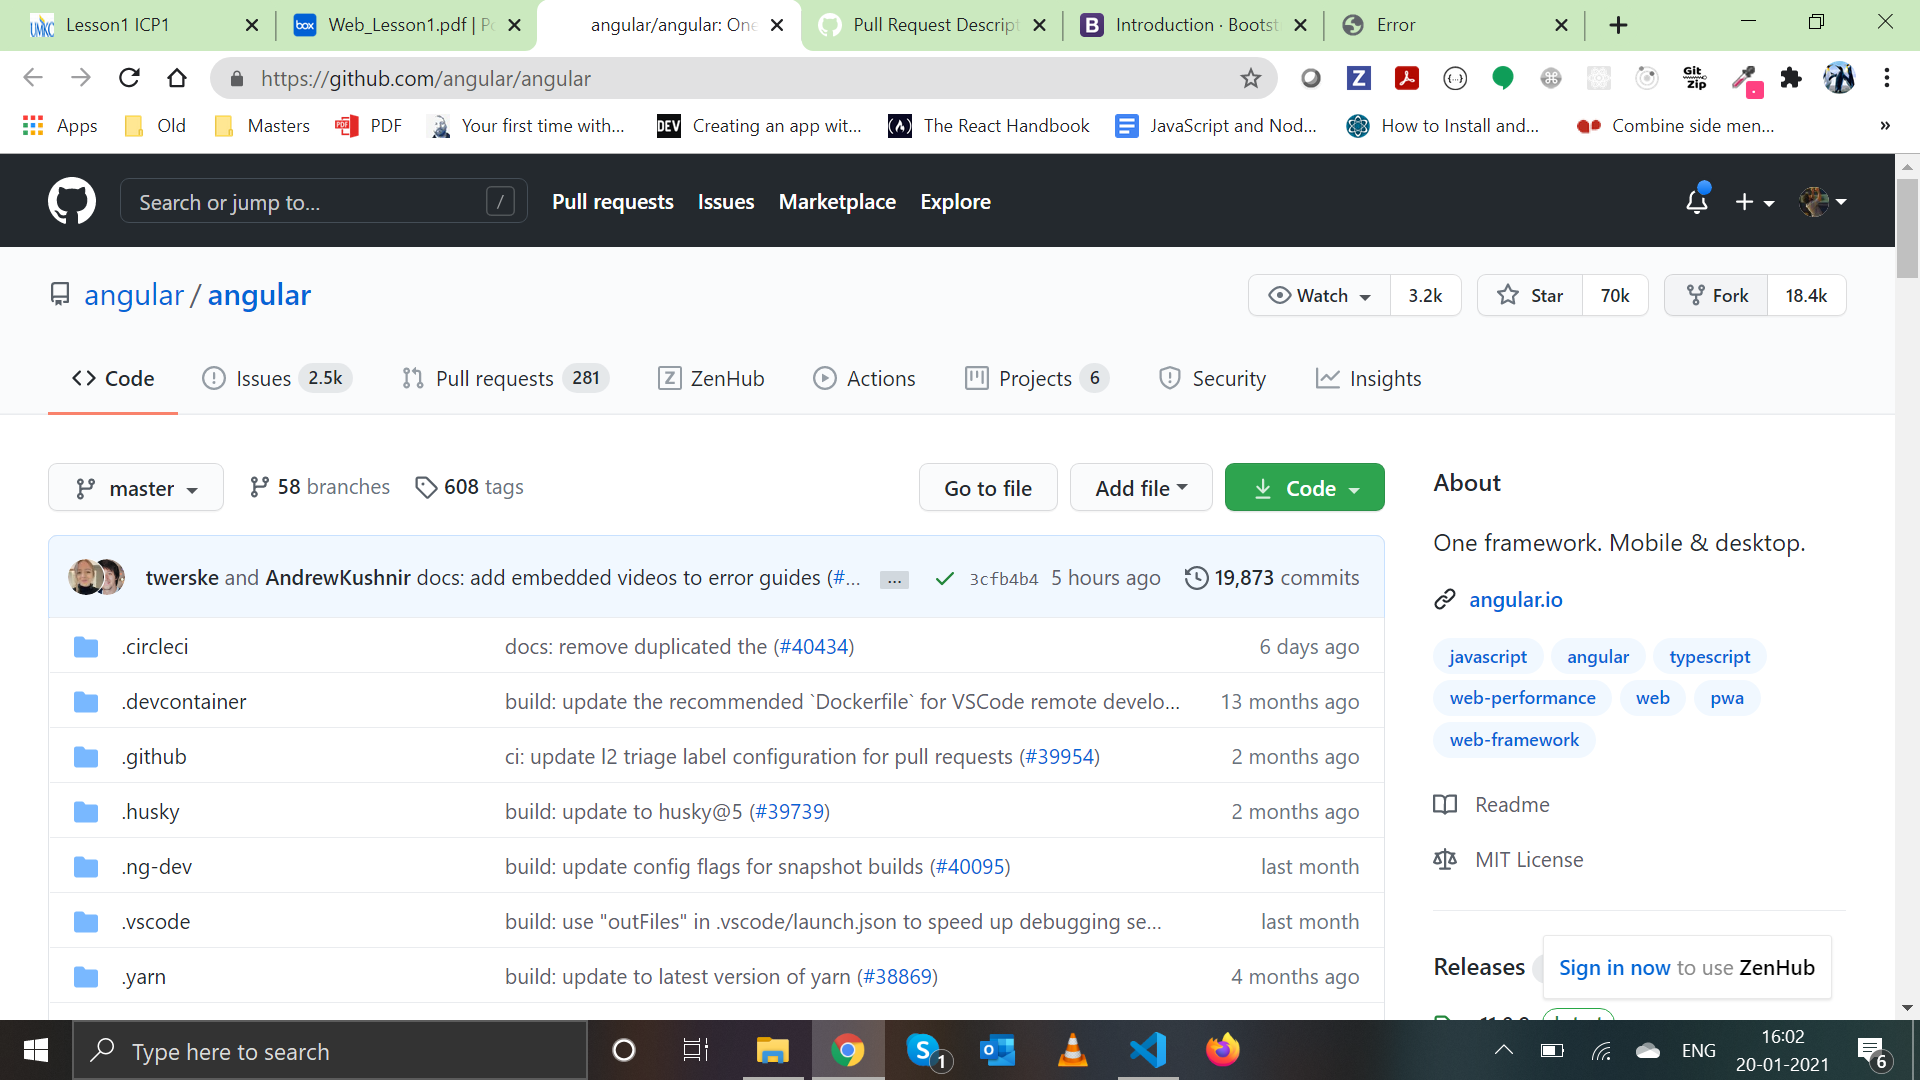 Lesson1 ICP1
Web_Lesson1.pdf | Po
angular/angular: One
Pull Request Descript
Introduction · Bootst
Error
https://github.com/angular/angular
Apps
Old
Masters
PDF
Your first time with...
DEV
Creating an app wit...
The React Handbook
JavaScript and Nod...
How to Install and...
Combine side men...
»
Search or jump to... /
Pull requests
Issues
Marketplace
Explore
angular / angular
Watch 3.2k
Star 70k
Fork 18.4k
Code
Issues 2.5k
Pull requests 281
ZenHub
Actions
Projects 6
Security
Insights
master
58 branches
608 tags
Go to file
Add file
Code
twerske and AndrewKushnir docs: add embedded videos to error guides (#... ... 3cfb4b4 5 hours ago 19,873 commits
.circleci docs: remove duplicated the (#40434) 6 days ago
.devcontainer build: update the recommended `Dockerfile` for VSCode remote develo... 13 months ago
.github ci: update l2 triage label configuration for pull requests (#39954) 2 months ago
.husky build: update to husky@5 (#39739) 2 months ago
.ng-dev build: update config flags for snapshot builds (#40095) last month
.vscode build: use "outFiles" in .vscode/launch.json to speed up debugging se... last month
.yarn build: update to latest version of yarn (#38869) 4 months ago
About
One framework. Mobile & desktop.
angular.io
javascript angular typescript
web-performance web pwa
web-framework
Readme
MIT License
Releases
Sign in now to use ZenHub
Type here to search
1
ENG
16:02
20-01-2021
6